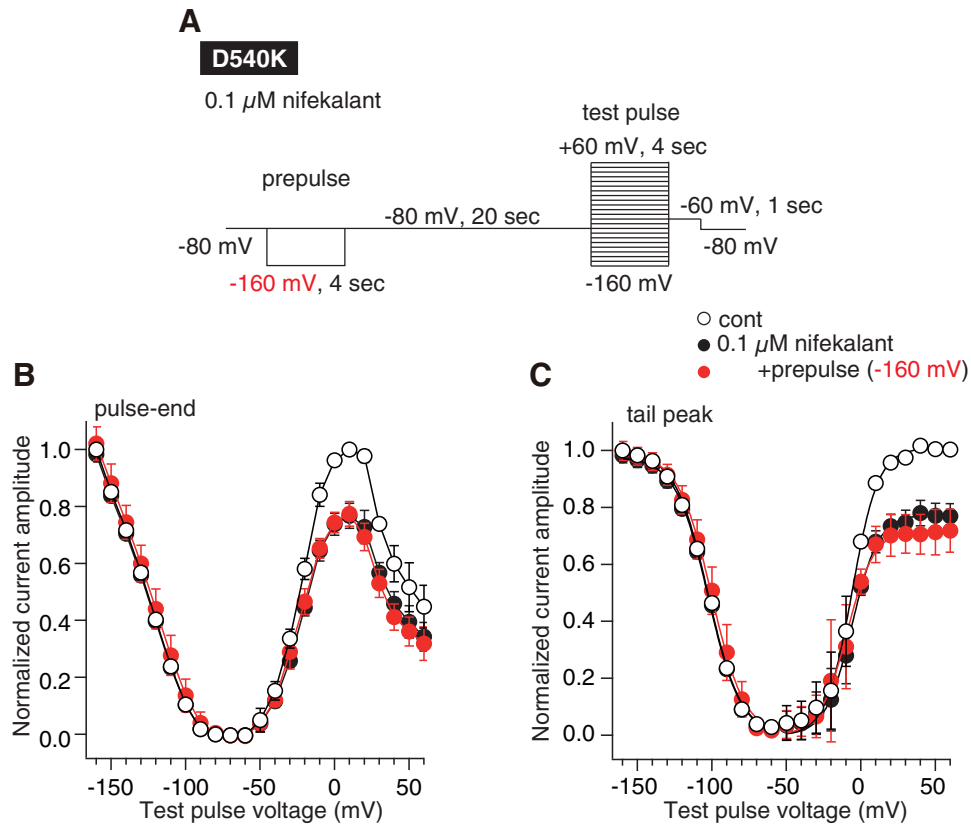 A
D540K
0.1 µM nifekalant
test pulse
+60 mV, 4 sec
prepulse
-80 mV, 20 sec
-60 mV, 1 sec
-80 mV
-80 mV
-160 mV, 4 sec
-160 mV
cont
0.1 µM nifekalant
+prepulse (-160 mV)
B
pulse-end
Normalized current amplitude
1.0
0.8
0.6
0.4
0.2
0.0
-150
-100
-50
0
50
Test pulse voltage (mV)
C
tail peak
Normalized current amplitude
1.0
0.8
0.6
0.4
0.2
0.0
-150
-100
-50
0
50
Test pulse voltage (mV)